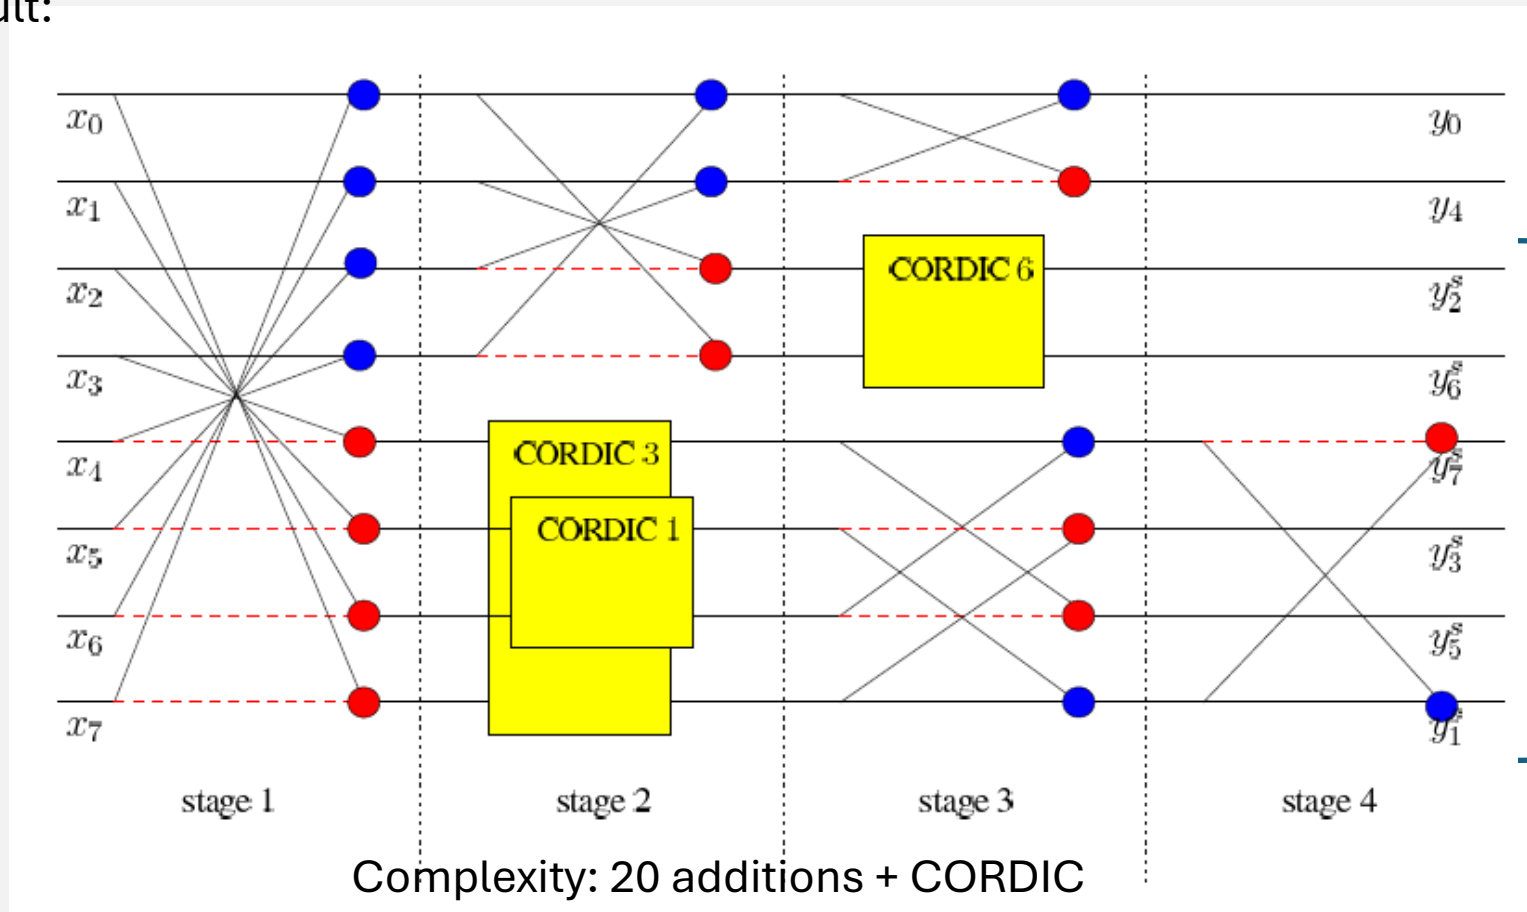 ult:
x₀ y₀
x₁ y₄
CORDIC 6
x₂ y₂ˢ
x₃ y₆ˢ
CORDIC 3
x₄ y₇ˢ
CORDIC 1
x₅ y₃ˢ
x₆ y₅ˢ
x₇ y₁ˢ
stage 1 stage 2 stage 3 stage 4
Complexity: 20 additions + CORDIC